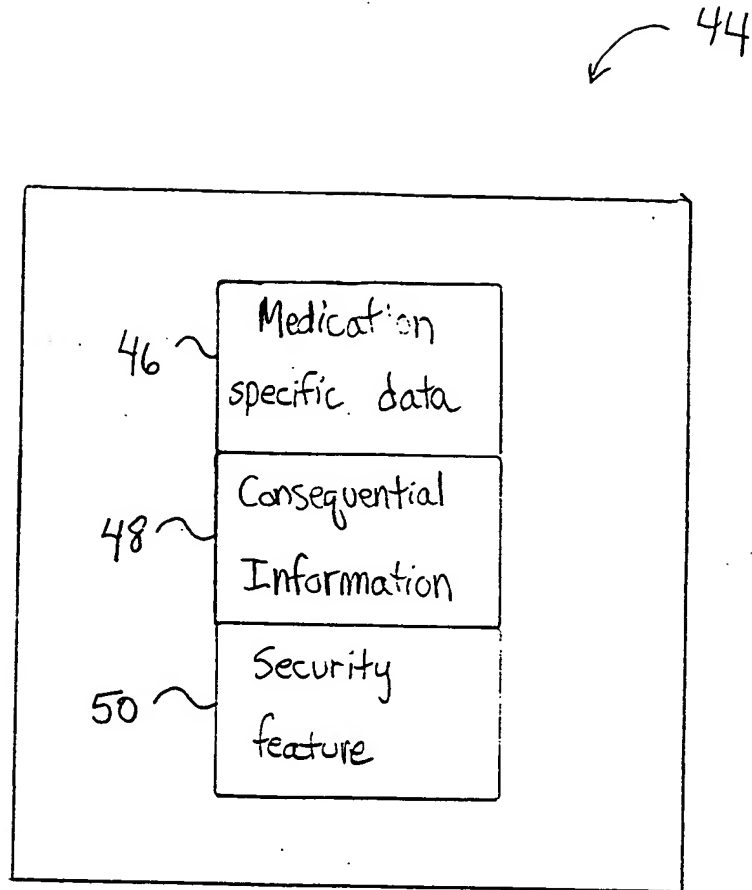 44
46
Medication
specific data
48
Consequential
Information
50
Security
feature